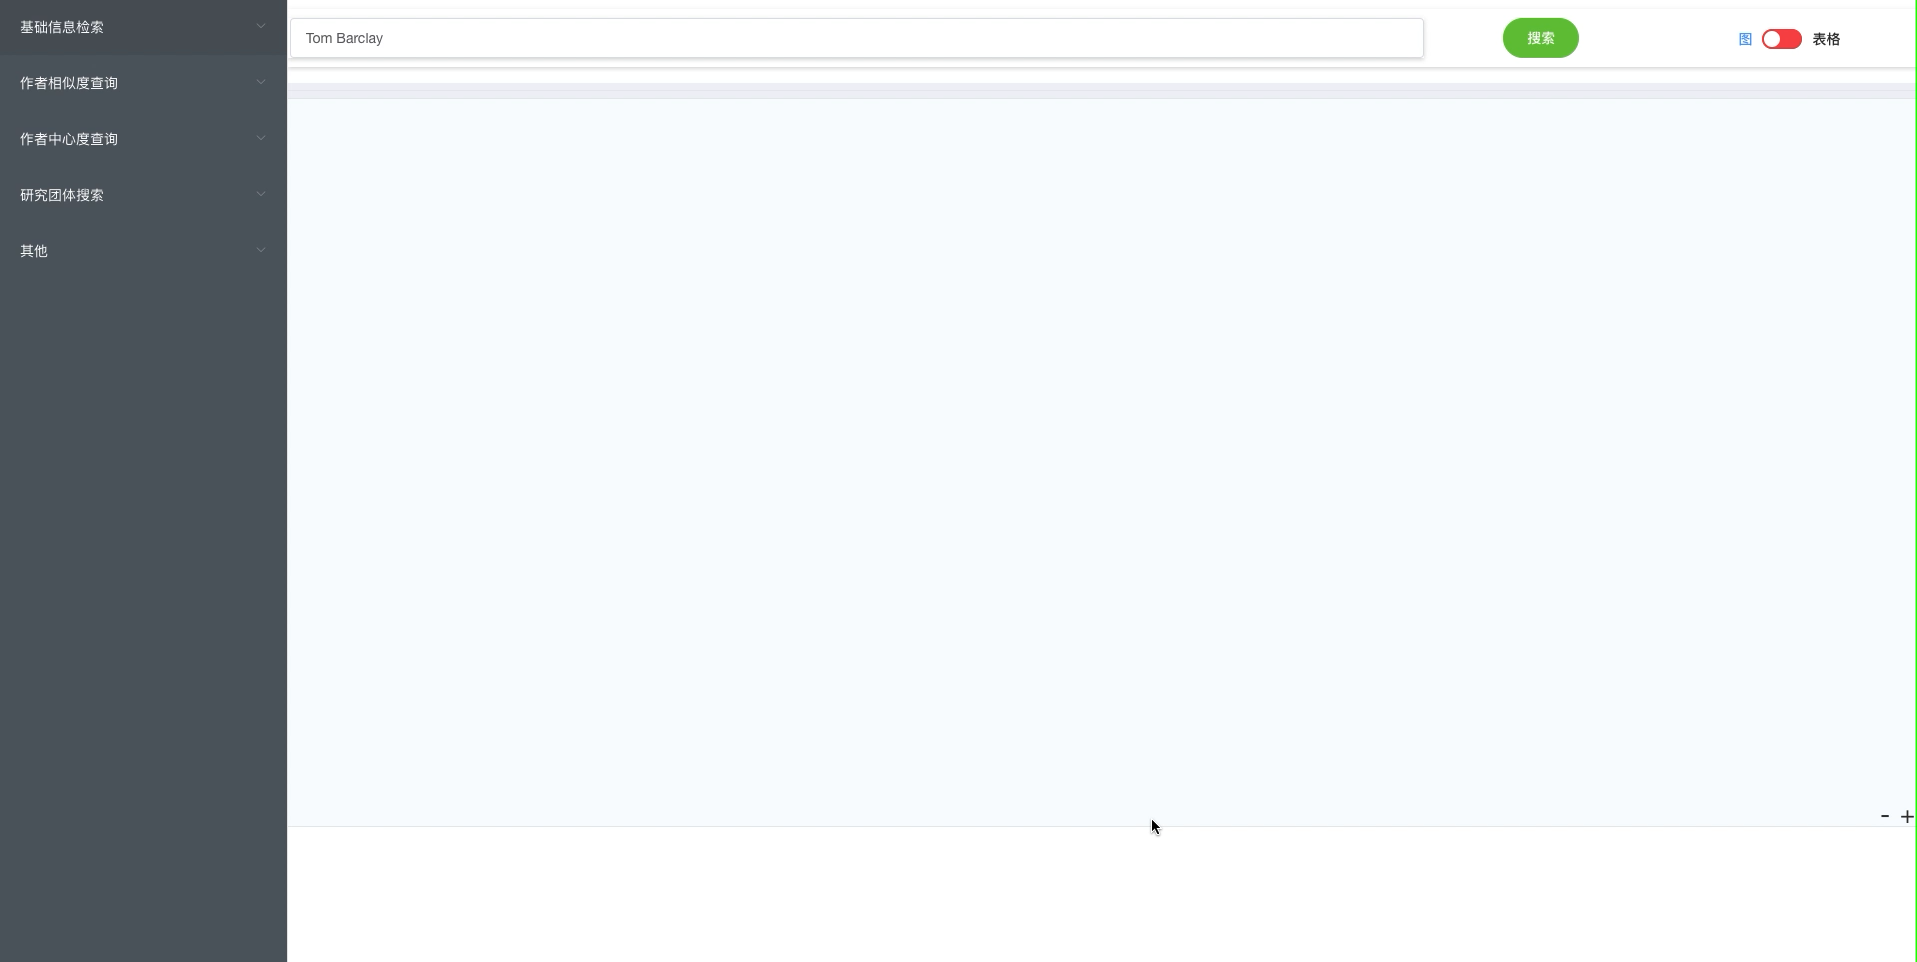 基础信息检索
作者相似度查询
作者中心度查询
研究团体搜索
其他
Tom Barclay
搜索
图
表格
- +